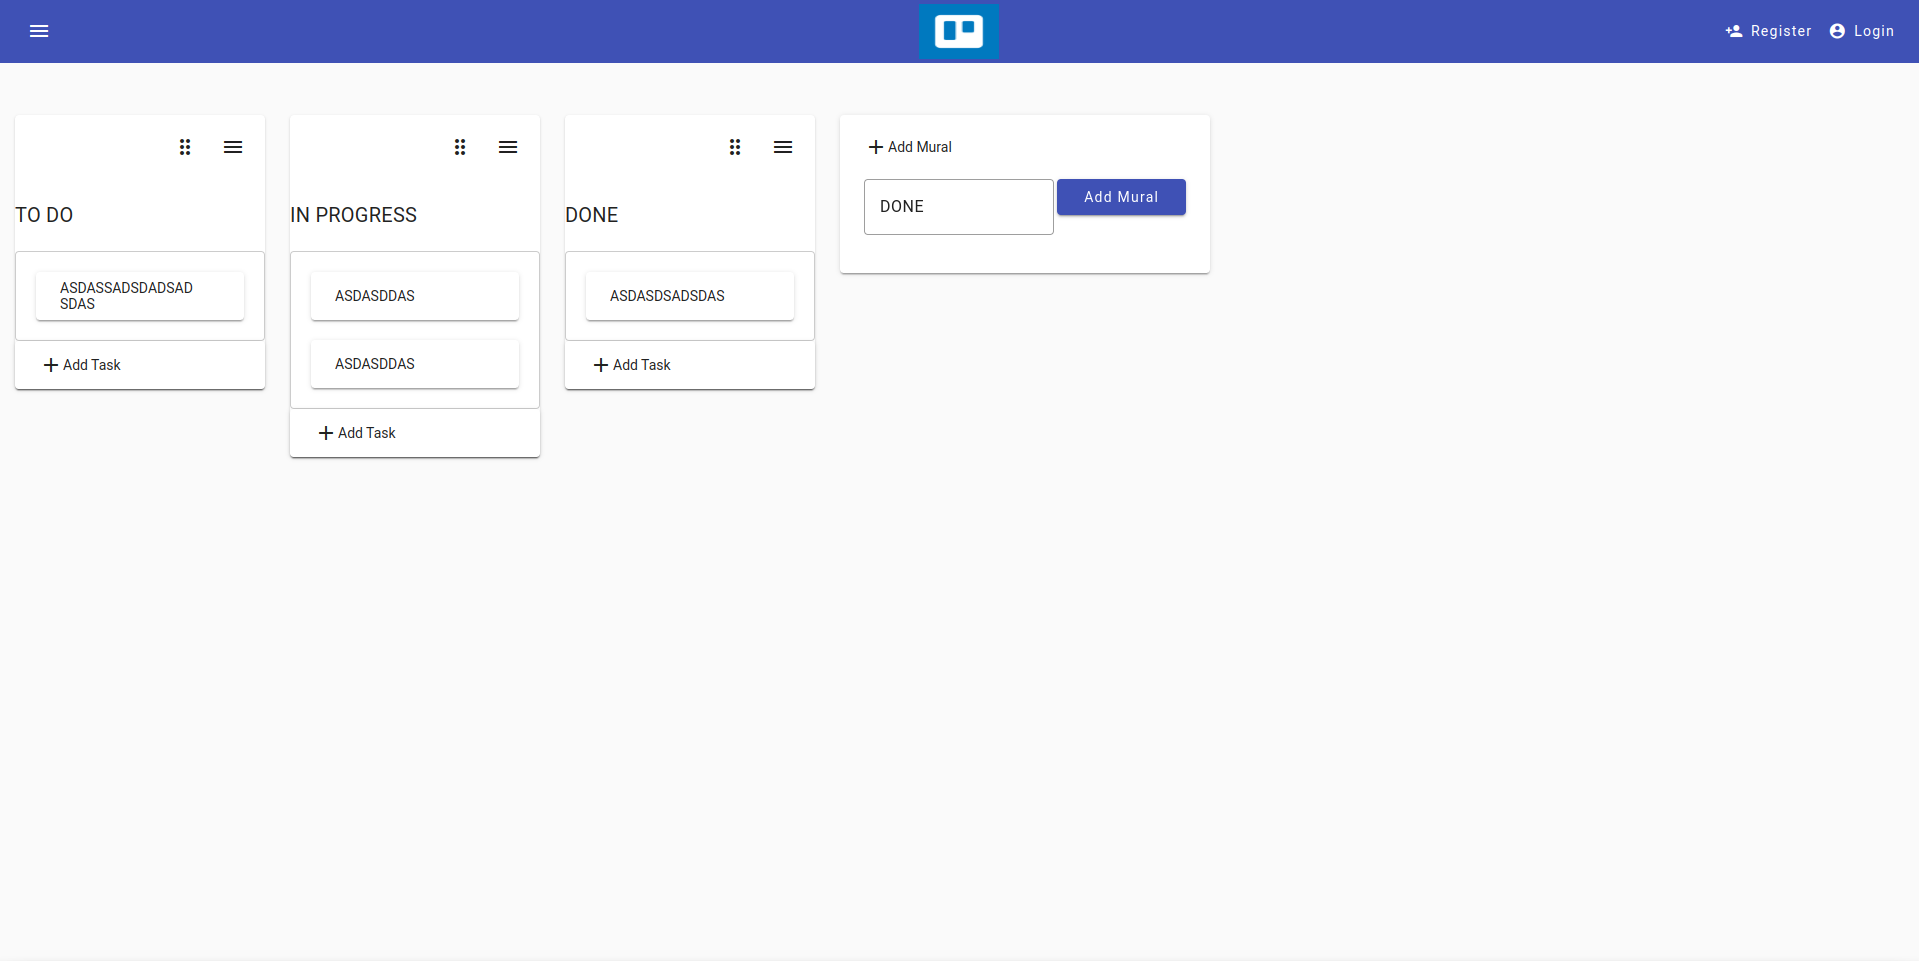 Register
Login
TO DO
ASDASSADSDADSAD
SDAS
Add Task
IN PROGRESS
ASDASDDAS
ASDASDDAS
Add Task
DONE
ASDASDSADSDAS
Add Task
Add Mural
DONE
Add Mural